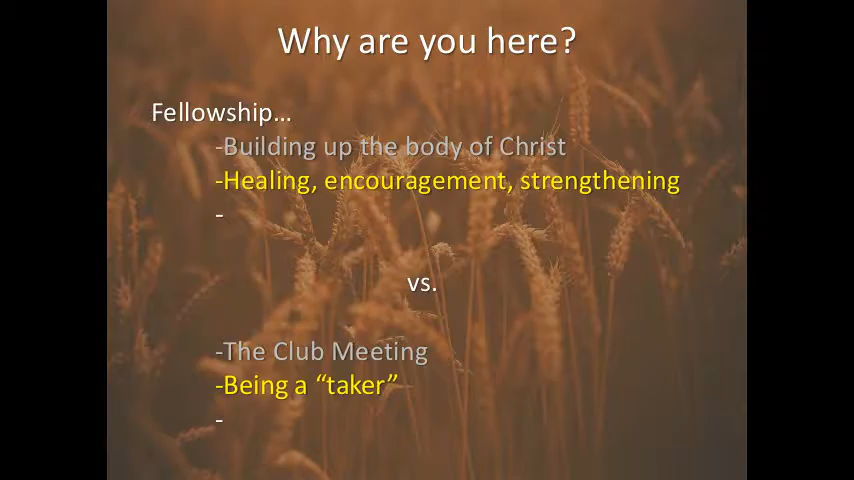 Why are you here?
Fellowship…
-Building up the body of Christ
-Healing, encouragement, strengthening
-
vs.
-The Club Meeting
-Being a “taker”
-